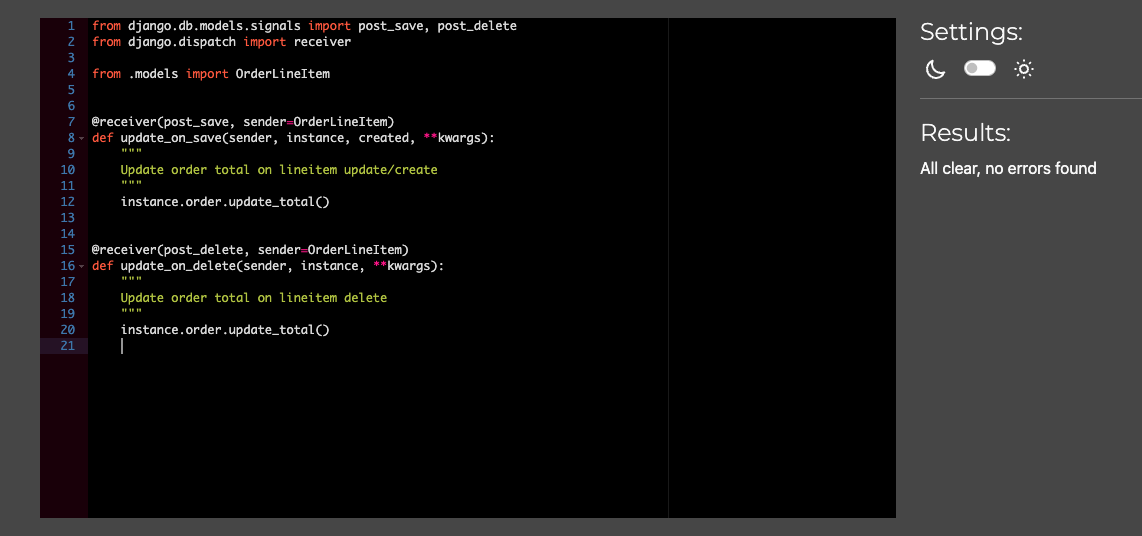 1 from django.db.models.signals import post_save, post_delete
2 from django.dispatch import receiver
3
4 from .models import OrderLineItem
5
6
7 @receiver(post_save, sender=OrderLineItem)
8 def update_on_save(sender, instance, created, **kwargs):
9     """
10     Update order total on lineitem update/create
11     """
12     instance.order.update_total()
13
14
15 @receiver(post_delete, sender=OrderLineItem)
16 def update_on_delete(sender, instance, **kwargs):
17     """
18     Update order total on lineitem delete
19     """
20     instance.order.update_total()
21
Settings:
Results:
All clear, no errors found